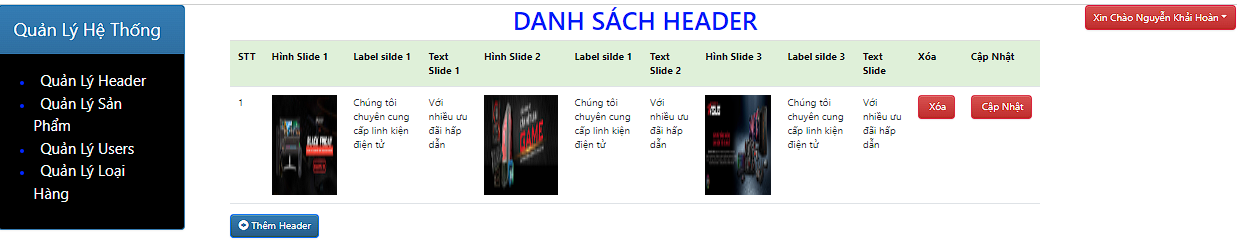 Quản Lý Hệ Thống
Quản Lý Header
Quản Lý Sản
Phẩm
Quản Lý Users
Quản Lý Loại
Hàng
DANH SÁCH HEADER
Xin Chào Nguyễn Khải Hoàn
STT Hình Slide 1 Label silde 1 Text Slide 1 Hình Slide 2 Label silde 1 Text Slide 2 Hình Slide 3 Label slide 3 Text Slide Xóa Cập Nhật
1 Chúng tôi chuyên cung cấp linh kiện điện tử Với nhiều ưu đãi hấp dẫn Chúng tôi chuyên cung cấp linh kiện điện tử Với nhiều ưu đãi hấp dẫn Chúng tôi chuyên cung cấp linh kiện điện tử Với nhiều ưu đãi hấp dẫn Xóa Cập Nhật
BLACK FRIDAY
GAME
Thêm Header